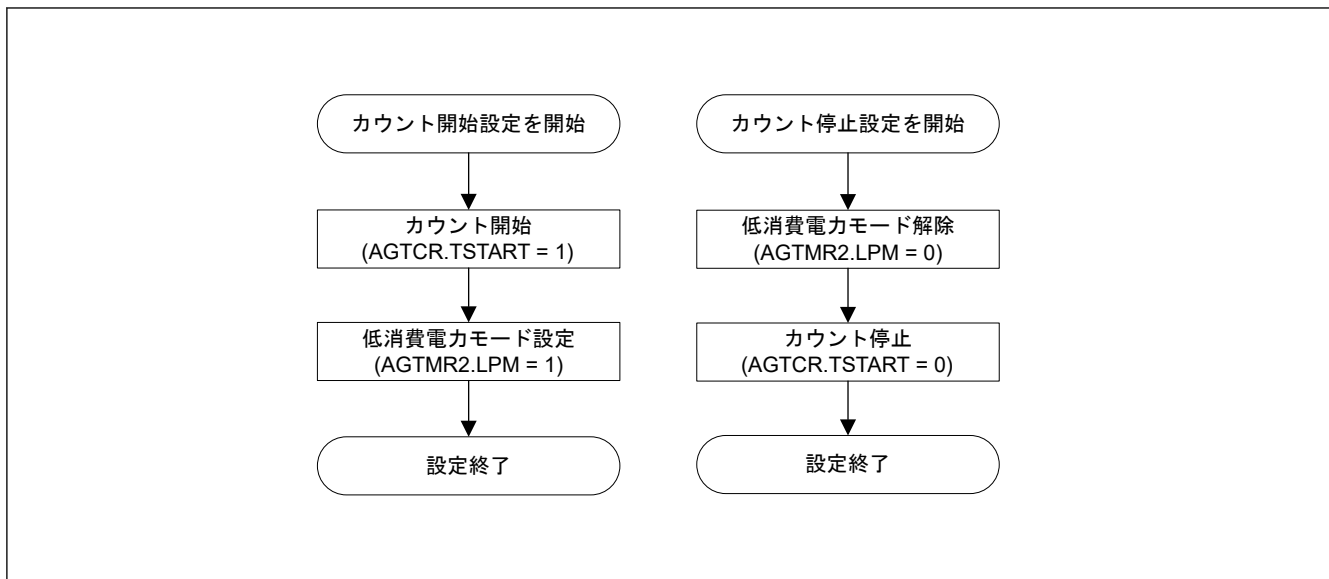 カウント開始設定を開始
カウント開始
(AGTCR.TSTART = 1)
低消費電力モード設定
(AGTMR2.LPM = 1)
設定終了
カウント停止設定を開始
低消費電力モード解除
(AGTMR2.LPM = 0)
カウント停止
(AGTCR.TSTART = 0)
設定終了